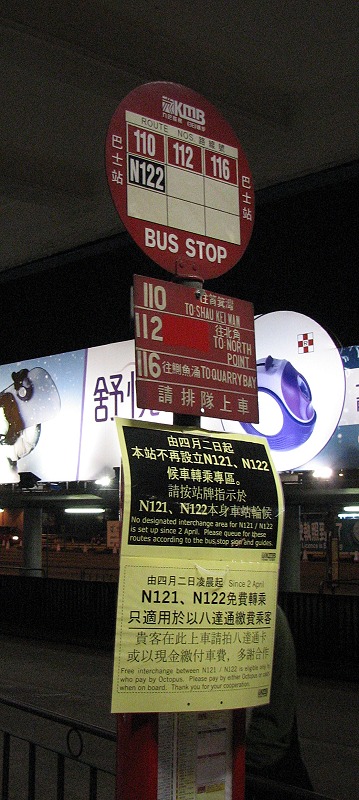 KMB
ROUTE NOS 路線號
110 112 116
N122
巴士站
巴士站
BUS STOP
110 往筲箕灣
TO SHAU KEI WAN
112 往北角
TO NORTH
POINT
116 往鰂魚涌 TO QUARRY BAY
請排隊上車
舒悅
由四月二日起
本站不再設立N121、N122
候車轉乘專區。
請按站牌指示於
N121、N122本身車站輪候
No designated interchange area for N121 / N122
is set up since 2 April. Please queue for these
routes according to the bus stop sign and guides.
KMB
由四月二日凌晨起 Since 2 April
N121、N122免費轉乘
只適用於以八達通繳費乘客
貴客在此上車請拍八達通卡
或以現金繳付車費，多謝合作
Free interchange between N121 / N122 is eligible only
who pay by Octopus. Please pay by either Octopus or cash
when on board. Thank you for your cooperation.
KMB